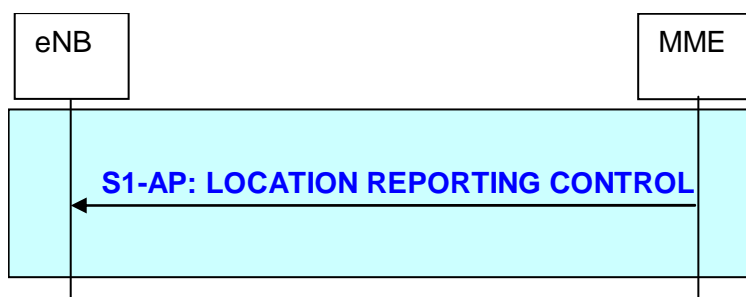 eNB
MME
S1-AP: LOCATION REPORTING CONTROL